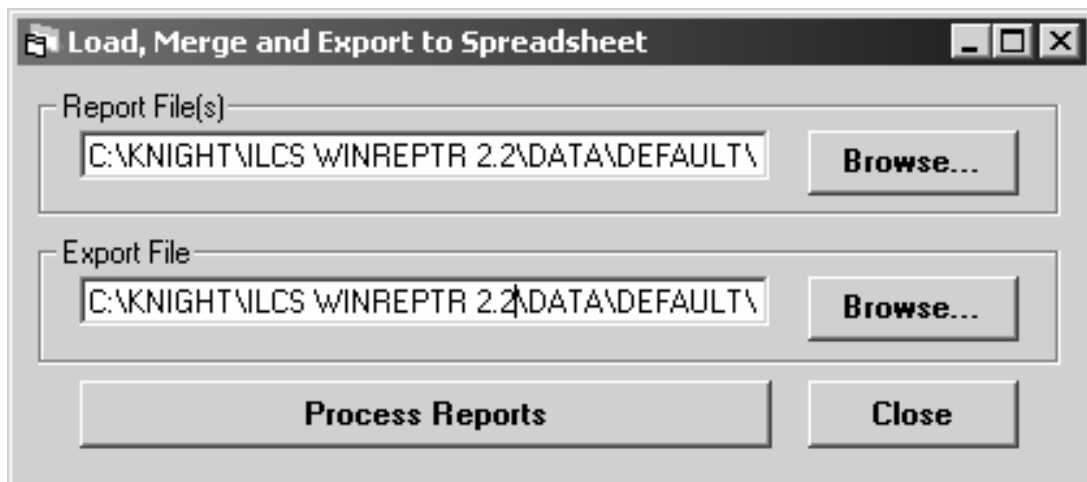 Load, Merge and Export to Spreadsheet
Report File(s)
C:\KNIGHT\ILCS WINREPTR 2.2\DATA\DEFAULT\
Browse...
Export File
C:\KNIGHT\ILCS WINREPTR 2.2\DATA\DEFAULT\
Browse...
Process Reports
Close